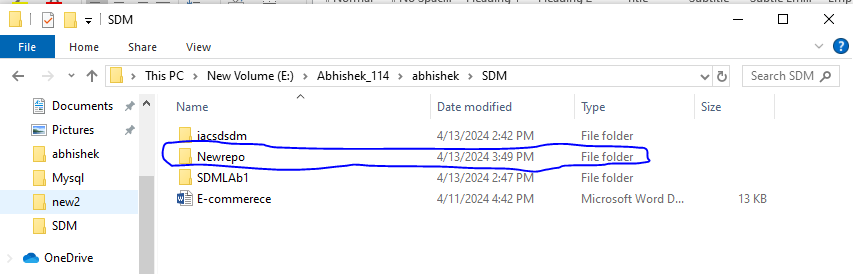 SDM
File Home Share View
This PC New Volume (E:) Abhishek_114 abhishek SDM
Search SDM
Documents
Pictures
abhishek
Mysql
new2
SDM
OneDrive
Name Date modified Type Size
iacsdsdm 4/13/2024 2:42 PM File folder
Newrepo 4/13/2024 3:49 PM File folder
SDMLAb1 4/13/2024 2:47 PM File folder
E-commerece 4/11/2024 4:42 PM Microsoft Word D... 13 KB